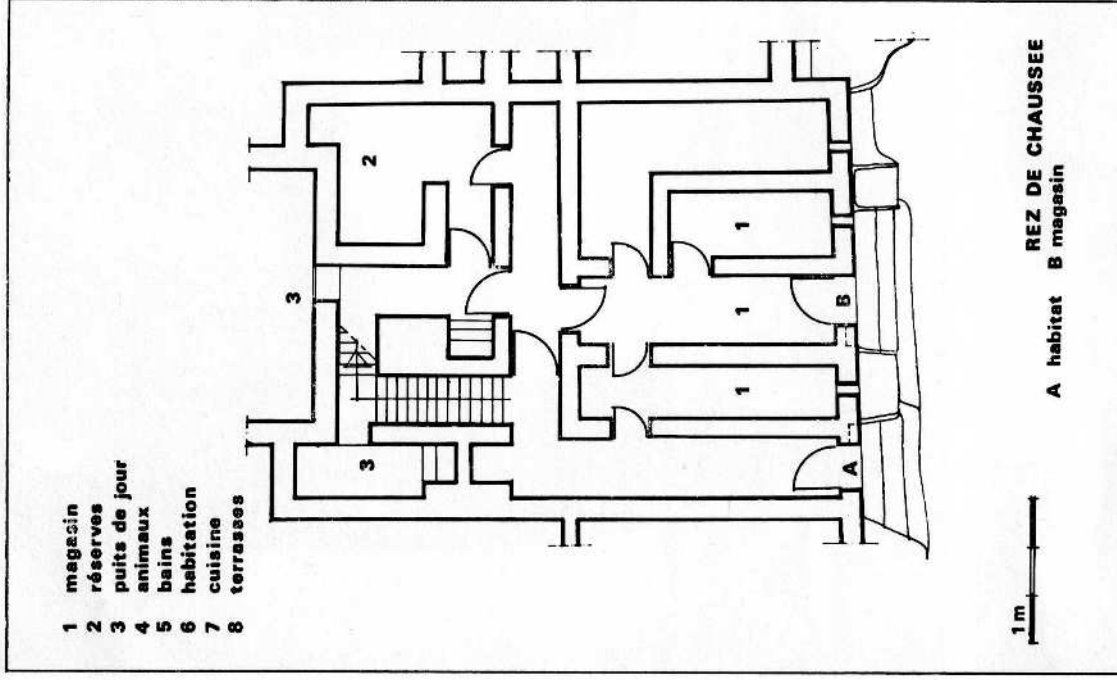 1 magasin
2 réserves
3 puits de jour
4 animaux
5 bains
6 habitation
7 cuisine
8 terrasses
3
3
2
1
1
1
A
B
1 m
REZ DE CHAUSSEE
A habitat B magasin